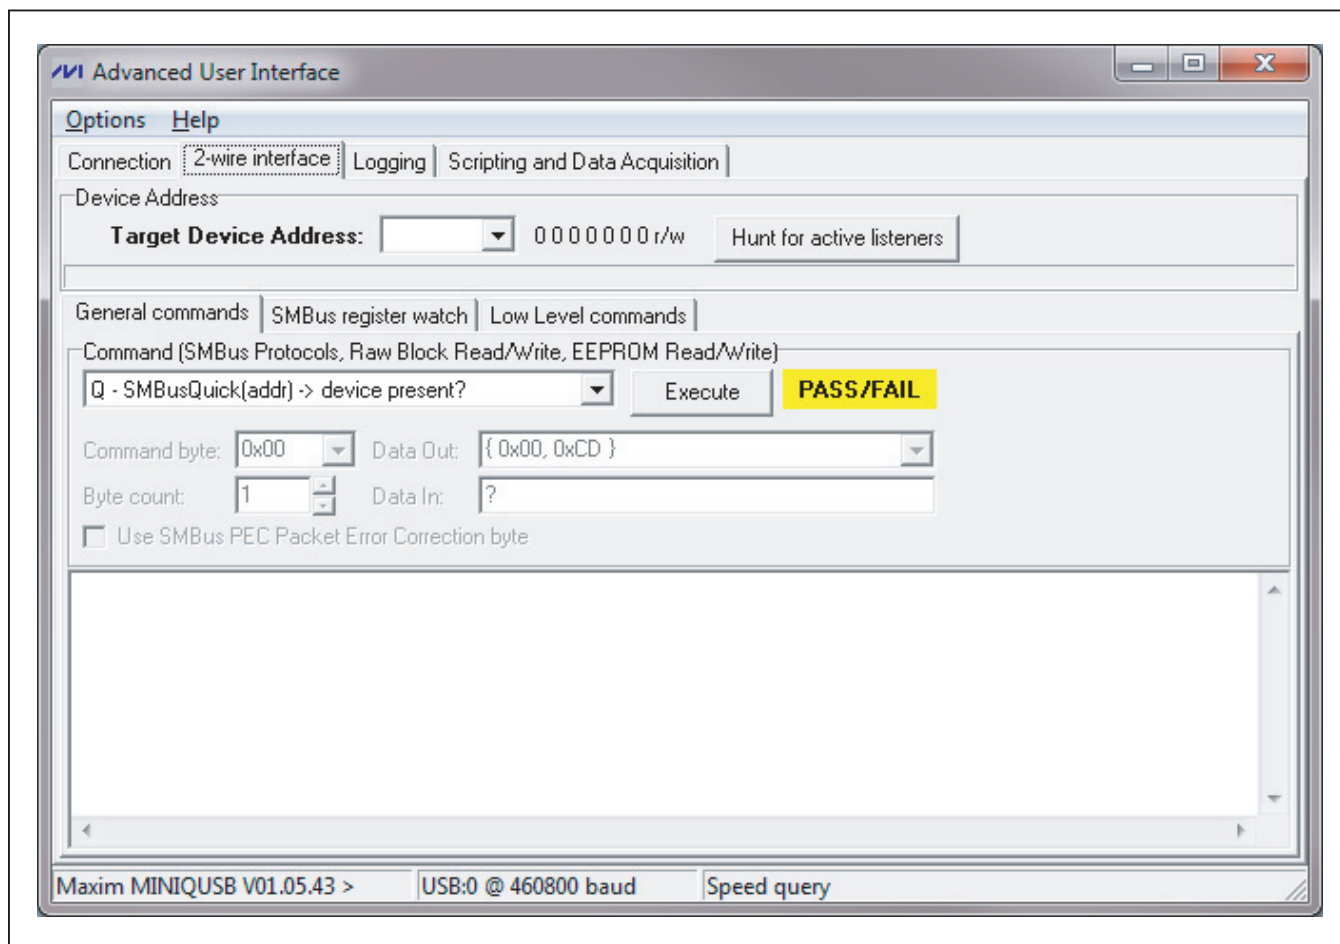 Advanced User Interface
Options Help
Connection 2-wire interface Logging Scripting and Data Acquisition
Device Address
Target Device Address: 0 0 0 0 0 0 0 r/w Hunt for active listeners
General commands SMBus register watch Low Level commands
Command (SMBus Protocols, Raw Block Read/Write, EEPROM Read/Write)
Q - SMBusQuick(addr) -> device present? Execute PASS/FAIL
Command byte: 0x00 Data Out: { 0x00, 0xCD }
Byte count: 1 Data In: ?
Use SMBus PEC Packet Error Correction byte
Maxim MINIQUSB V01.05.43 > USB:0 @ 460800 baud Speed query